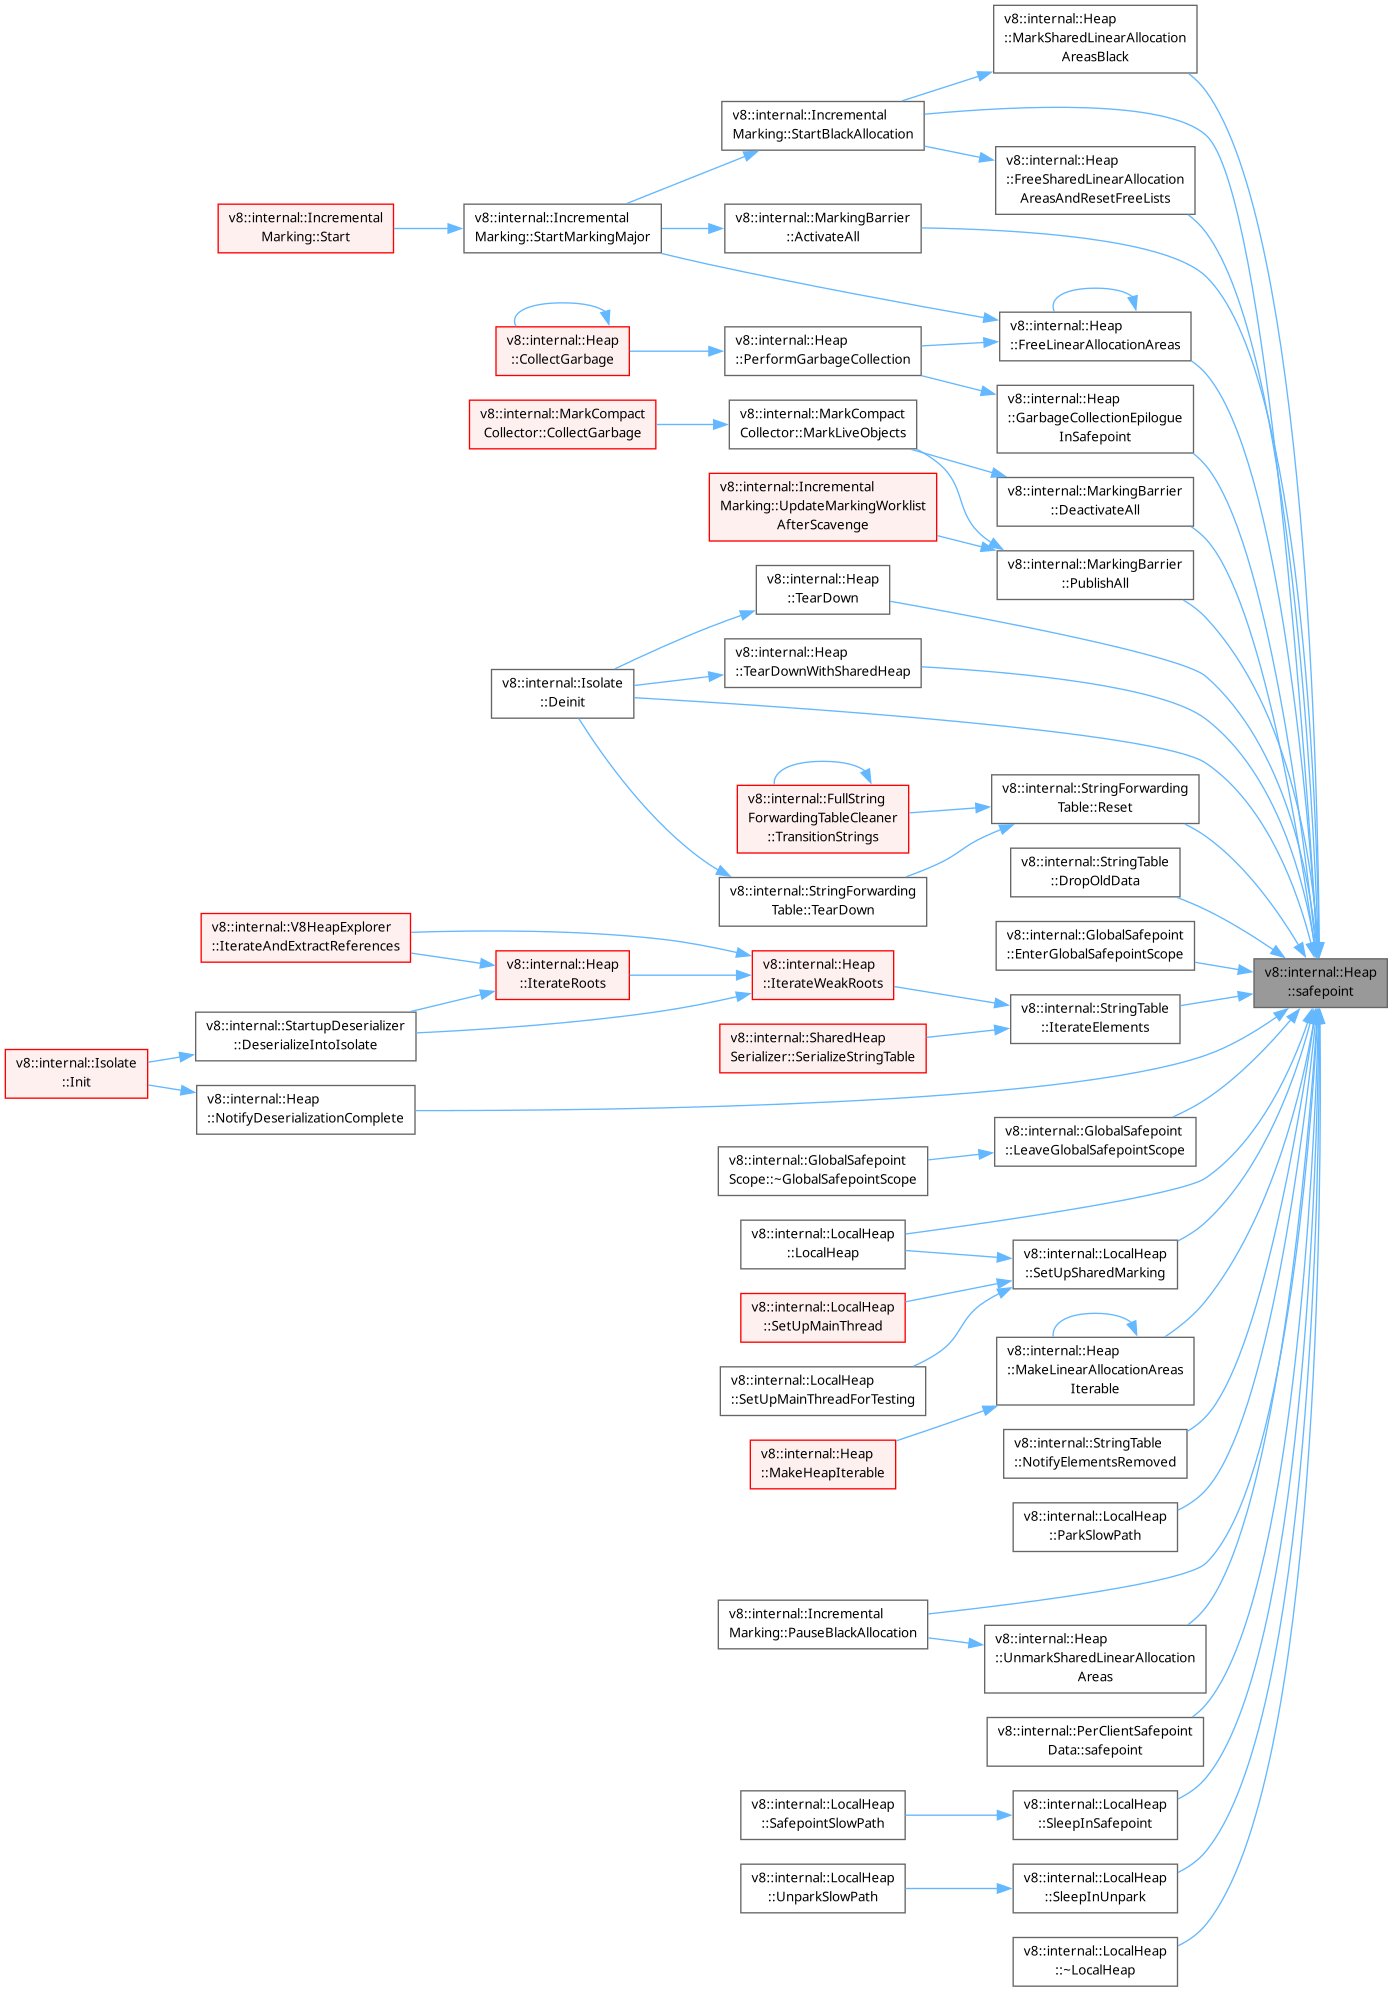 v8::internal::Heap
::MarkSharedLinearAllocation
AreasBlack
v8::internal::Incremental
Marking::StartBlackAllocation
v8::internal::Heap
::FreeSharedLinearAllocation
AreasAndResetFreeLists
v8::internal::Incremental
Marking::Start
v8::internal::Incremental
Marking::StartMarkingMajor
v8::internal::MarkingBarrier
::ActivateAll
v8::internal::Heap
::FreeLinearAllocationAreas
v8::internal::Heap
::CollectGarbage
v8::internal::Heap
::PerformGarbageCollection
v8::internal::Heap
::GarbageCollectionEpilogue
InSafepoint
v8::internal::MarkCompact
Collector::CollectGarbage
v8::internal::MarkCompact
Collector::MarkLiveObjects
v8::internal::Incremental
Marking::UpdateMarkingWorklist
AfterScavenge
v8::internal::MarkingBarrier
::DeactivateAll
v8::internal::MarkingBarrier
::PublishAll
v8::internal::Heap
::TearDown
v8::internal::Heap
::TearDownWithSharedHeap
v8::internal::Isolate
::Deinit
v8::internal::StringForwarding
Table::Reset
v8::internal::FullString
ForwardingTableCleaner
::TransitionStrings
v8::internal::StringTable
::DropOldData
v8::internal::StringForwarding
Table::TearDown
v8::internal::V8HeapExplorer
::IterateAndExtractReferences
v8::internal::Heap
::IterateRoots
v8::internal::Heap
::IterateWeakRoots
v8::internal::GlobalSafepoint
::EnterGlobalSafepointScope
v8::internal::Heap
::safepoint
v8::internal::StringTable
::IterateElements
v8::internal::StartupDeserializer
::DeserializeIntoIsolate
v8::internal::SharedHeap
Serializer::SerializeStringTable
v8::internal::Isolate
::Init
v8::internal::Heap
::NotifyDeserializationComplete
v8::internal::GlobalSafepoint
::LeaveGlobalSafepointScope
v8::internal::GlobalSafepoint
Scope::~GlobalSafepointScope
v8::internal::LocalHeap
::LocalHeap
v8::internal::LocalHeap
::SetUpSharedMarking
v8::internal::LocalHeap
::SetUpMainThread
v8::internal::LocalHeap
::SetUpMainThreadForTesting
v8::internal::Heap
::MakeLinearAllocationAreas
Iterable
v8::internal::Heap
::MakeHeapIterable
v8::internal::StringTable
::NotifyElementsRemoved
v8::internal::LocalHeap
::ParkSlowPath
v8::internal::Incremental
Marking::PauseBlackAllocation
v8::internal::Heap
::UnmarkSharedLinearAllocation
Areas
v8::internal::PerClientSafepoint
Data::safepoint
v8::internal::LocalHeap
::SafepointSlowPath
v8::internal::LocalHeap
::SleepInSafepoint
v8::internal::LocalHeap
::UnparkSlowPath
v8::internal::LocalHeap
::SleepInUnpark
v8::internal::LocalHeap
::~LocalHeap